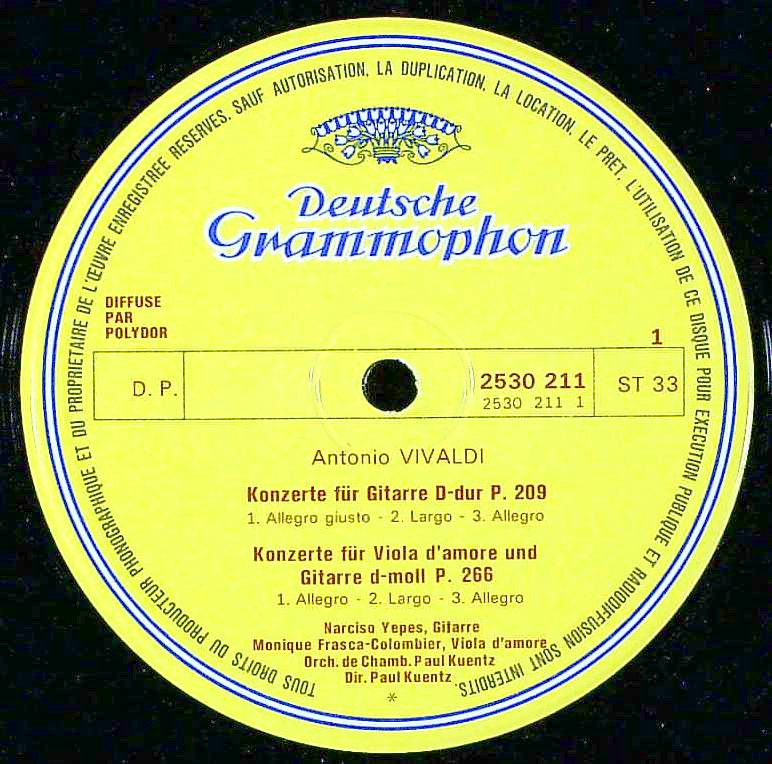 TOUS DROITS DU PRODUCTEUR PHONOGRAPHIQUE ET DU PROPRIETAIRE DE L'ŒUVRE ENREGISTREE RESERVES. SAUF AUTORISATION, LA DUPLICATION, LA LOCATION, LE PRET, L'UTILISATION DE CE DISQUE POUR EXECUTION PUBLIQUE ET RADIODIFFUSION SONT INTERDITS.
Deutsche
Grammophon
DIFFUSE
PAR
POLYDOR
1
D. P.
2530 211
ST 33
2530 211 1
Antonio VIVALDI
Konzerte für Gitarre D-dur P. 209
1. Allegro giusto - 2. Largo - 3. Allegro
Konzerte für Viola d'amore und
Gitarre d-moll P. 266
1. Allegro - 2. Largo - 3. Allegro
Narciso Yepes, Gitarre
Monique Frasca-Colombier, Viola d'amore
Orch. de Chamb. Paul Kuentz
Dir. Paul Kuentz
*